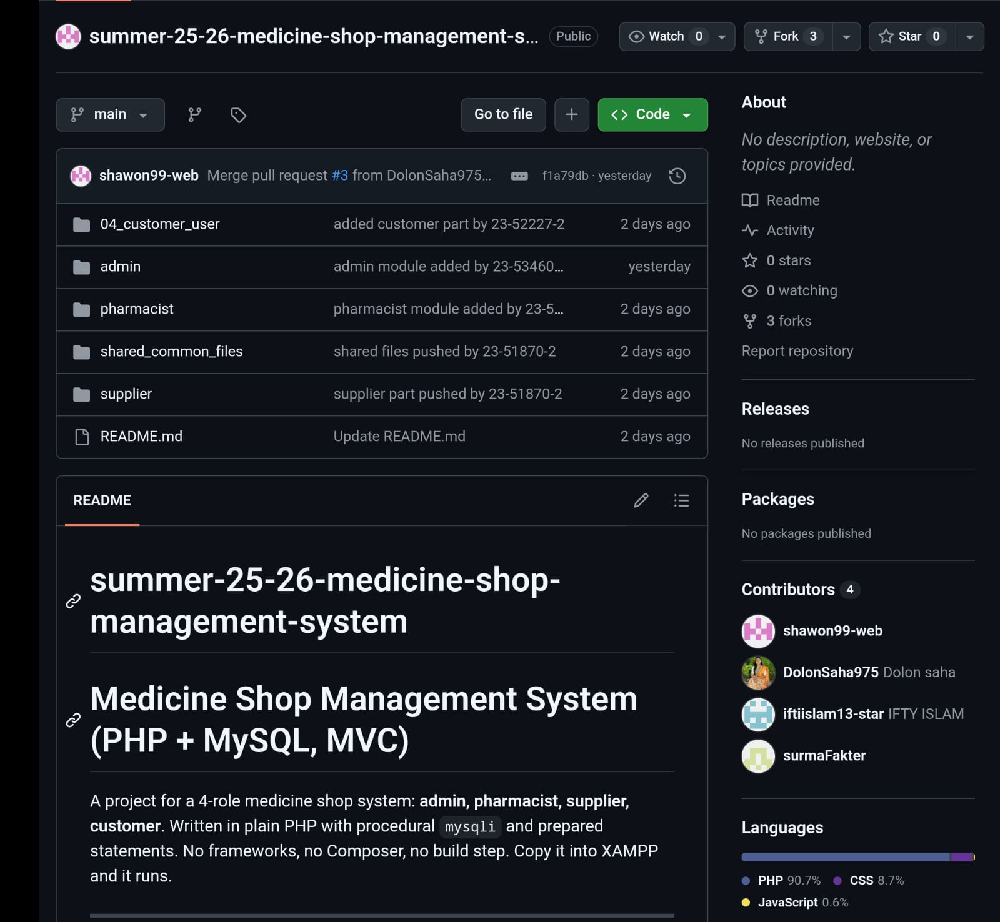 summer-25-26-medicine-shop-management-s...
Public
Watch 0
Fork 3
Star 0
main
Go to file
Code
shawon99-web Merge pull request #3 from DolonSaha975... f1a79db · yesterday
04_customer_user added customer part by 23-52227-2 2 days ago
admin admin module added by 23-53460... yesterday
pharmacist pharmacist module added by 23-5... 2 days ago
shared_common_files shared files pushed by 23-51870-2 2 days ago
supplier supplier part pushed by 23-51870-2 2 days ago
README.md Update README.md 2 days ago
README
summer-25-26-medicine-shop-
management-system
Medicine Shop Management System
(PHP + MySQL, MVC)
A project for a 4-role medicine shop system: admin, pharmacist, supplier,
customer. Written in plain PHP with procedural mysqli and prepared
statements. No frameworks, no Composer, no build step. Copy it into XAMPP
and it runs.
About
No description, website, or
topics provided.
Readme
Activity
0 stars
0 watching
3 forks
Report repository
Releases
No releases published
Packages
No packages published
Contributors 4
shawon99-web
DolonSaha975 Dolon saha
iftiislam13-star IFTY ISLAM
surmaFakter
Languages
PHP 90.7% CSS 8.7%
JavaScript 0.6%